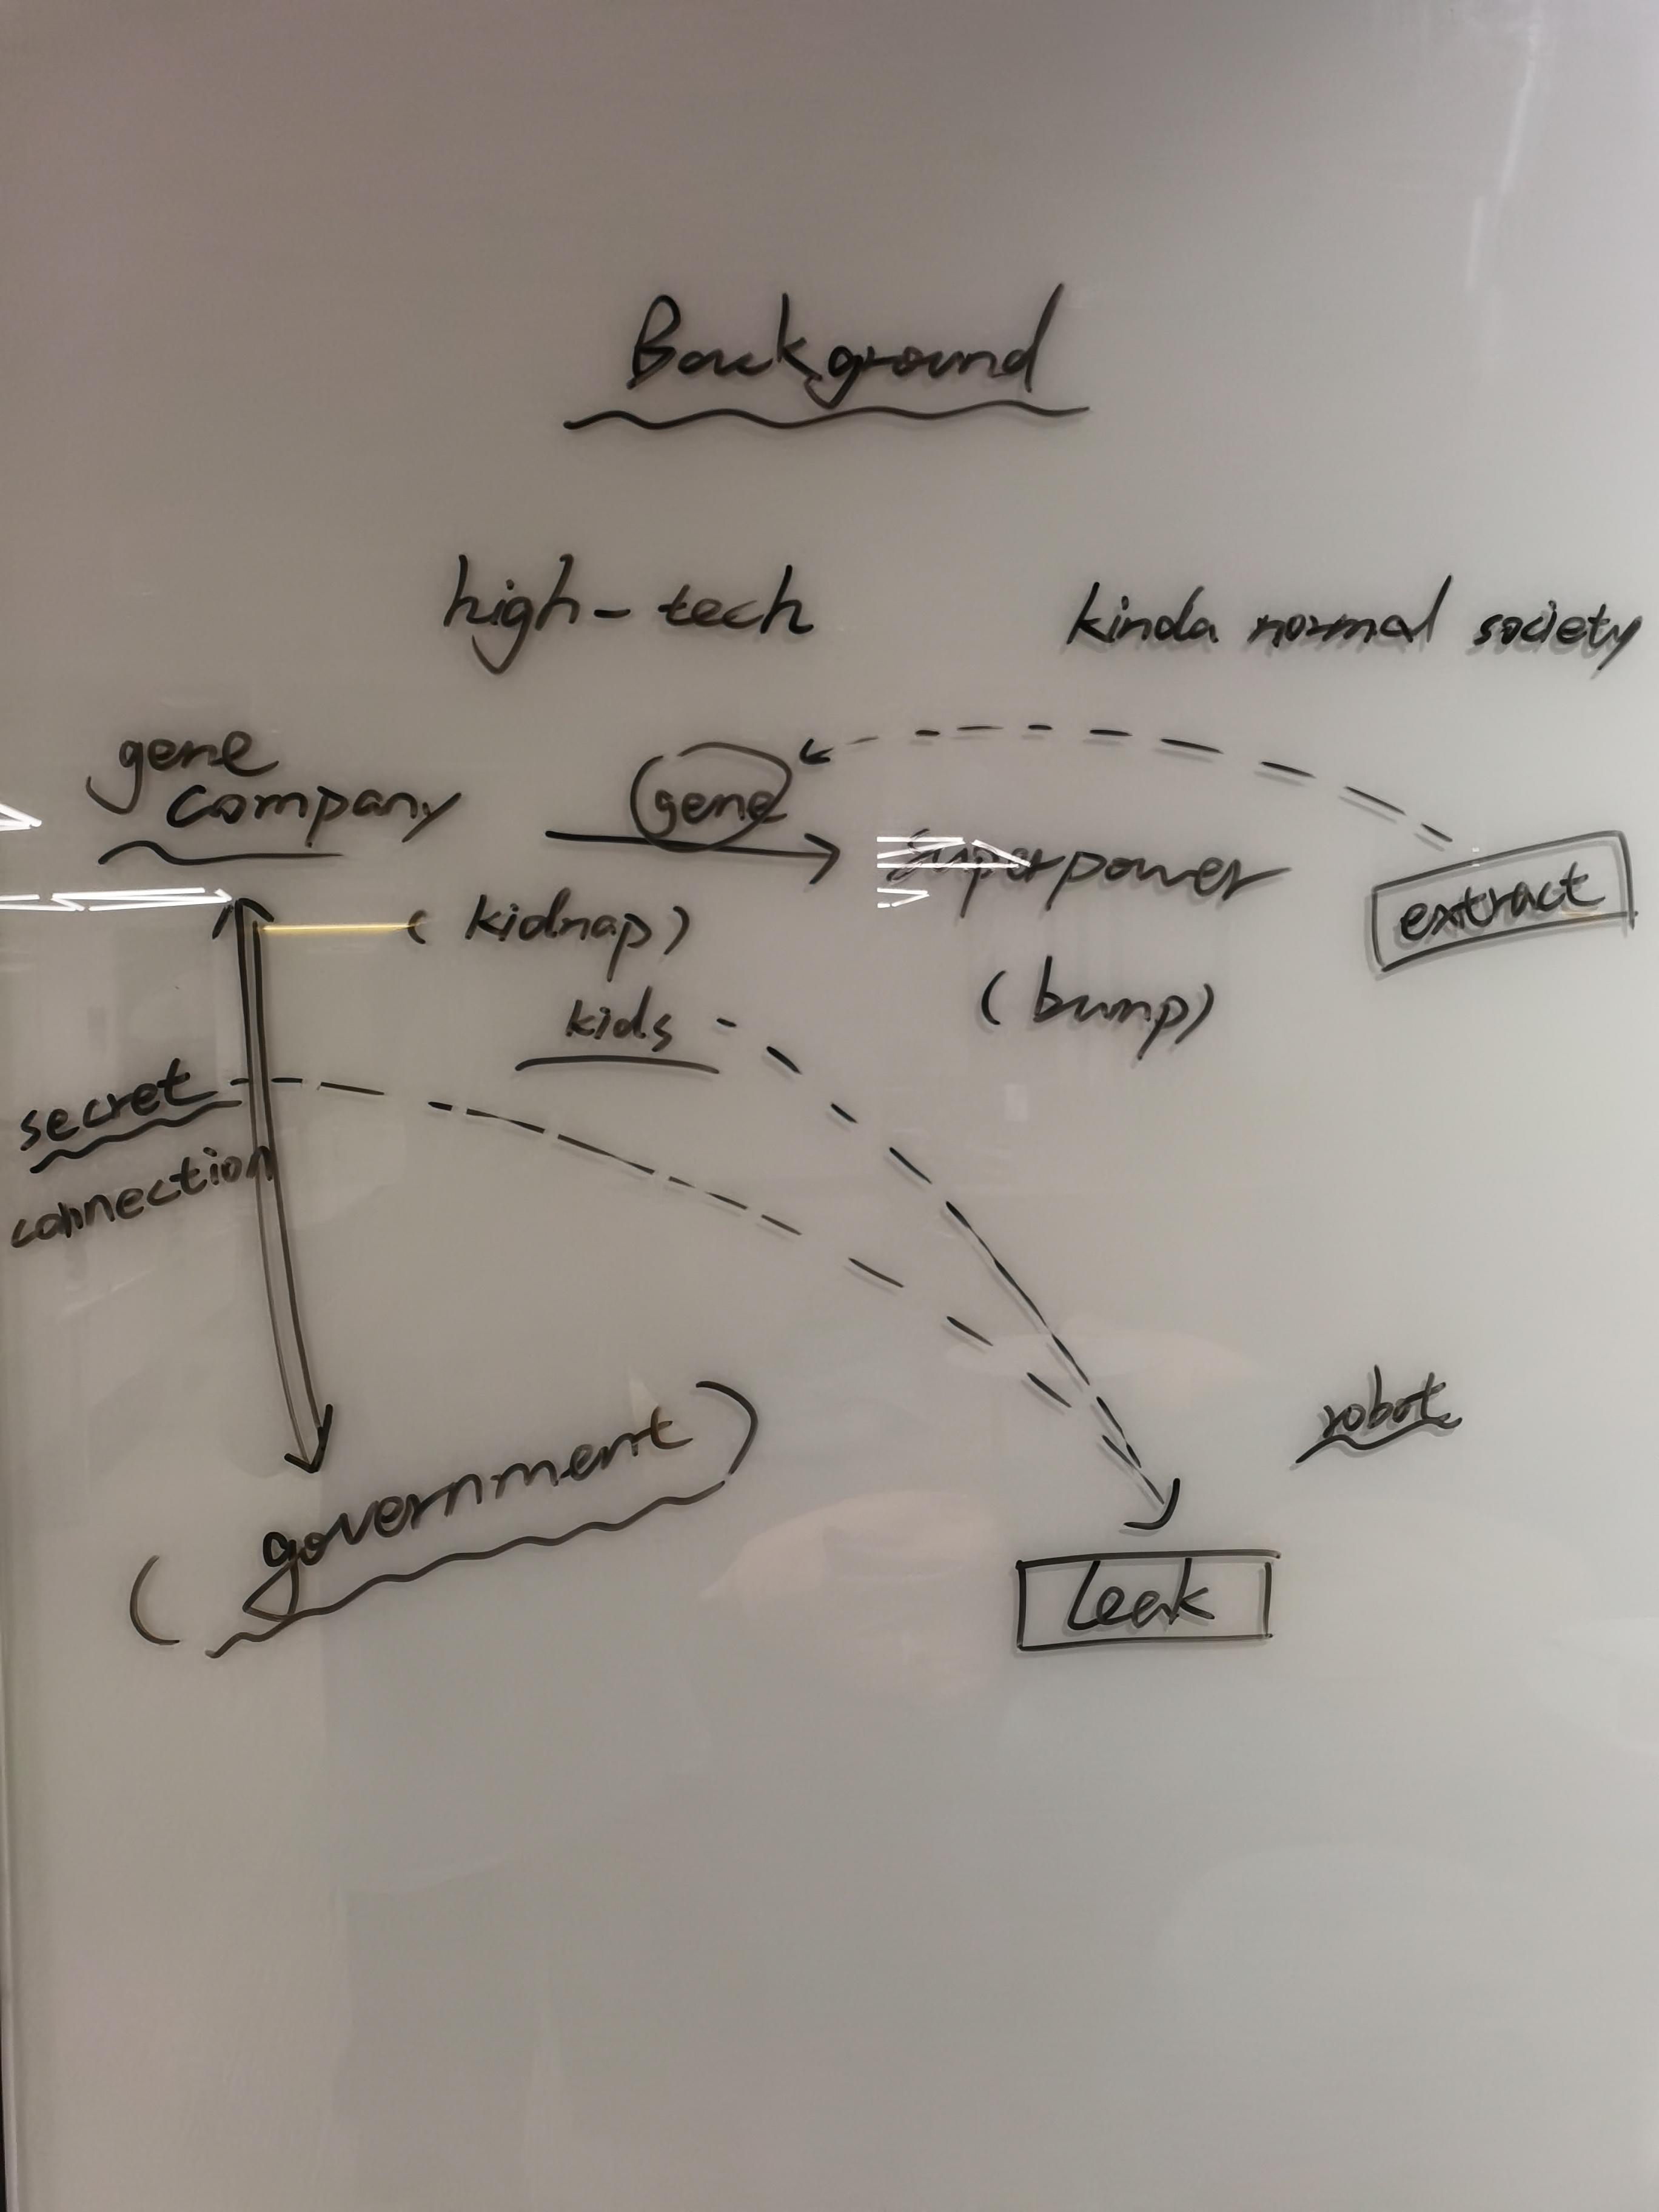 Background
high-tech
kinda normal society
gene
company
gene
superpower
extract
(kidnap)
(bump)
kids
secret
connection
robot
(government)
leak